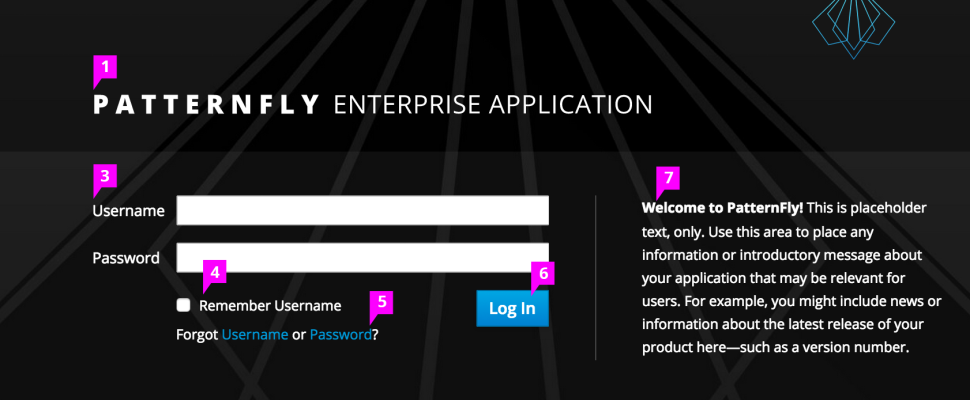 1
PATTERNFLY ENTERPRISE APPLICATION
3
Username
Password
4
Remember Username
5
Forgot Username or Password?
6
Log In
7
Welcome to PatternFly! This is placeholder
text, only. Use this area to place any
information or introductory message about
your application that may be relevant for
users. For example, you might include news or
information about the latest release of your
product here—such as a version number.